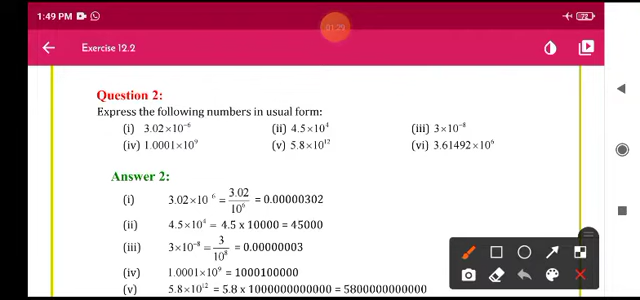 1:49 PM
72
01:29
Exercise 12.2
Question 2:
Express the following numbers in usual form:
(i) 3.02×10⁻⁶ (ii) 4.5×10⁴ (iii) 3×10⁻⁸
(iv) 1.0001×10⁹ (v) 5.8×10¹² (vi) 3.61492×10⁶
Answer 2:
(i) 3.02×10 ⁶ = 3.02/10⁶ = 0.00000302
(ii) 4.5×10⁴ = 4.5 x 10000 = 45000
(iii) 3×10⁻⁸ = 3/10⁸ = 0.00000003
(iv) 1.0001×10⁹ = 1000100000
(v) 5.8×10¹² = 5.8 x 1000000000000 = 5800000000000